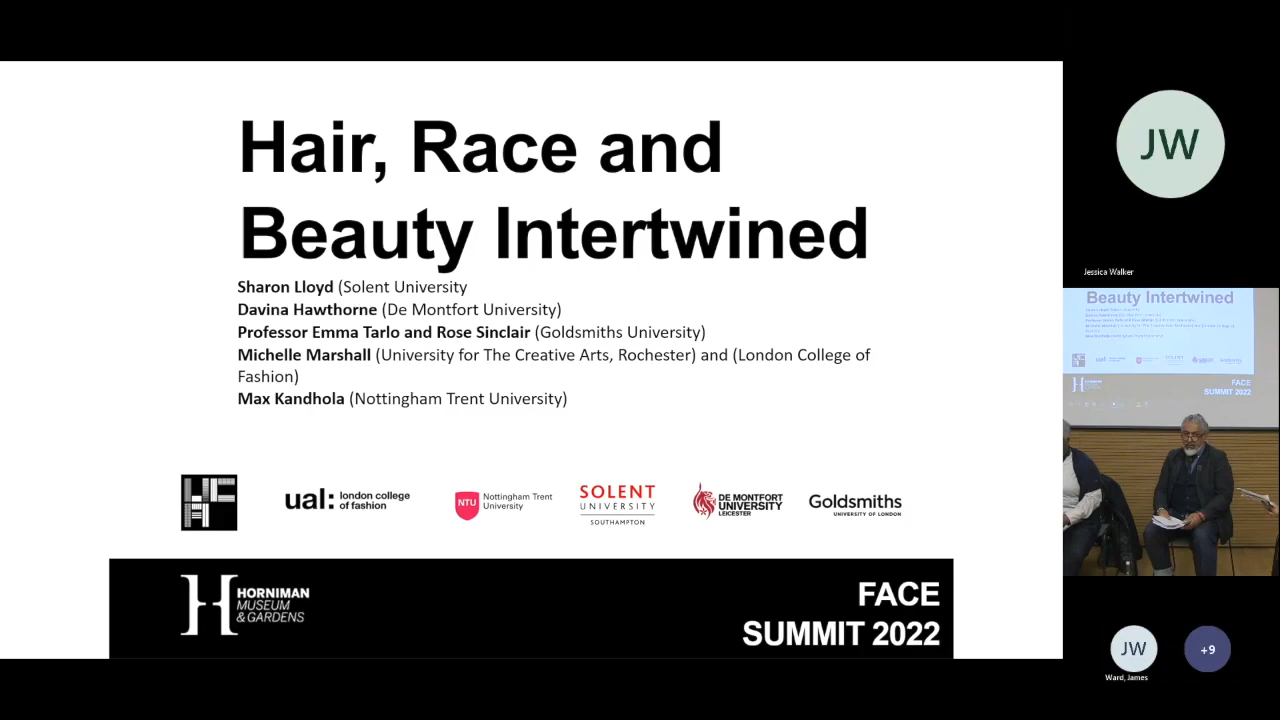 Hair, Race and
Beauty Intertwined
Sharon Lloyd (Solent University
Davina Hawthorne (De Montfort University)
Professor Emma Tarlo and Rose Sinclair (Goldsmiths University)
Michelle Marshall (University for The Creative Arts, Rochester) and (London College of
Fashion)
Max Kandhola (Nottingham Trent University)
ual: london college
of fashion
NTU Nottingham Trent
University
SOLENT
UNIVERSITY
SOUTHAMPTON
DE MONTFORT
UNIVERSITY
LEICESTER
Goldsmiths
UNIVERSITY OF LONDON
HORNIMAN
MUSEUM
& GARDENS
FACE
SUMMIT 2022
JW
Jessica Walker
Beauty Intertwined
FACE
SUMMIT 2022
JW
Ward, James
+9